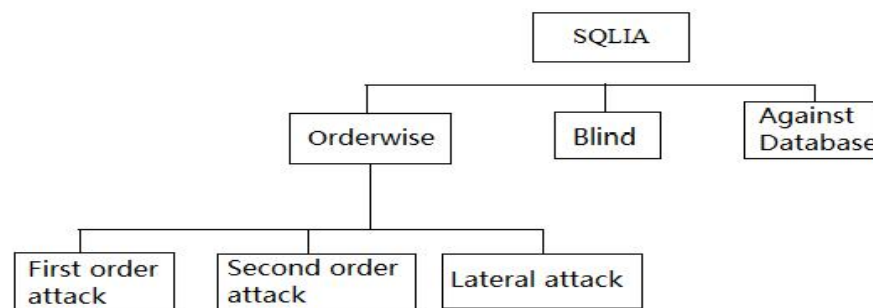 SQLIA
Orderwise
Blind
Against
Database
First order
attack
Second order
attack
Lateral attack